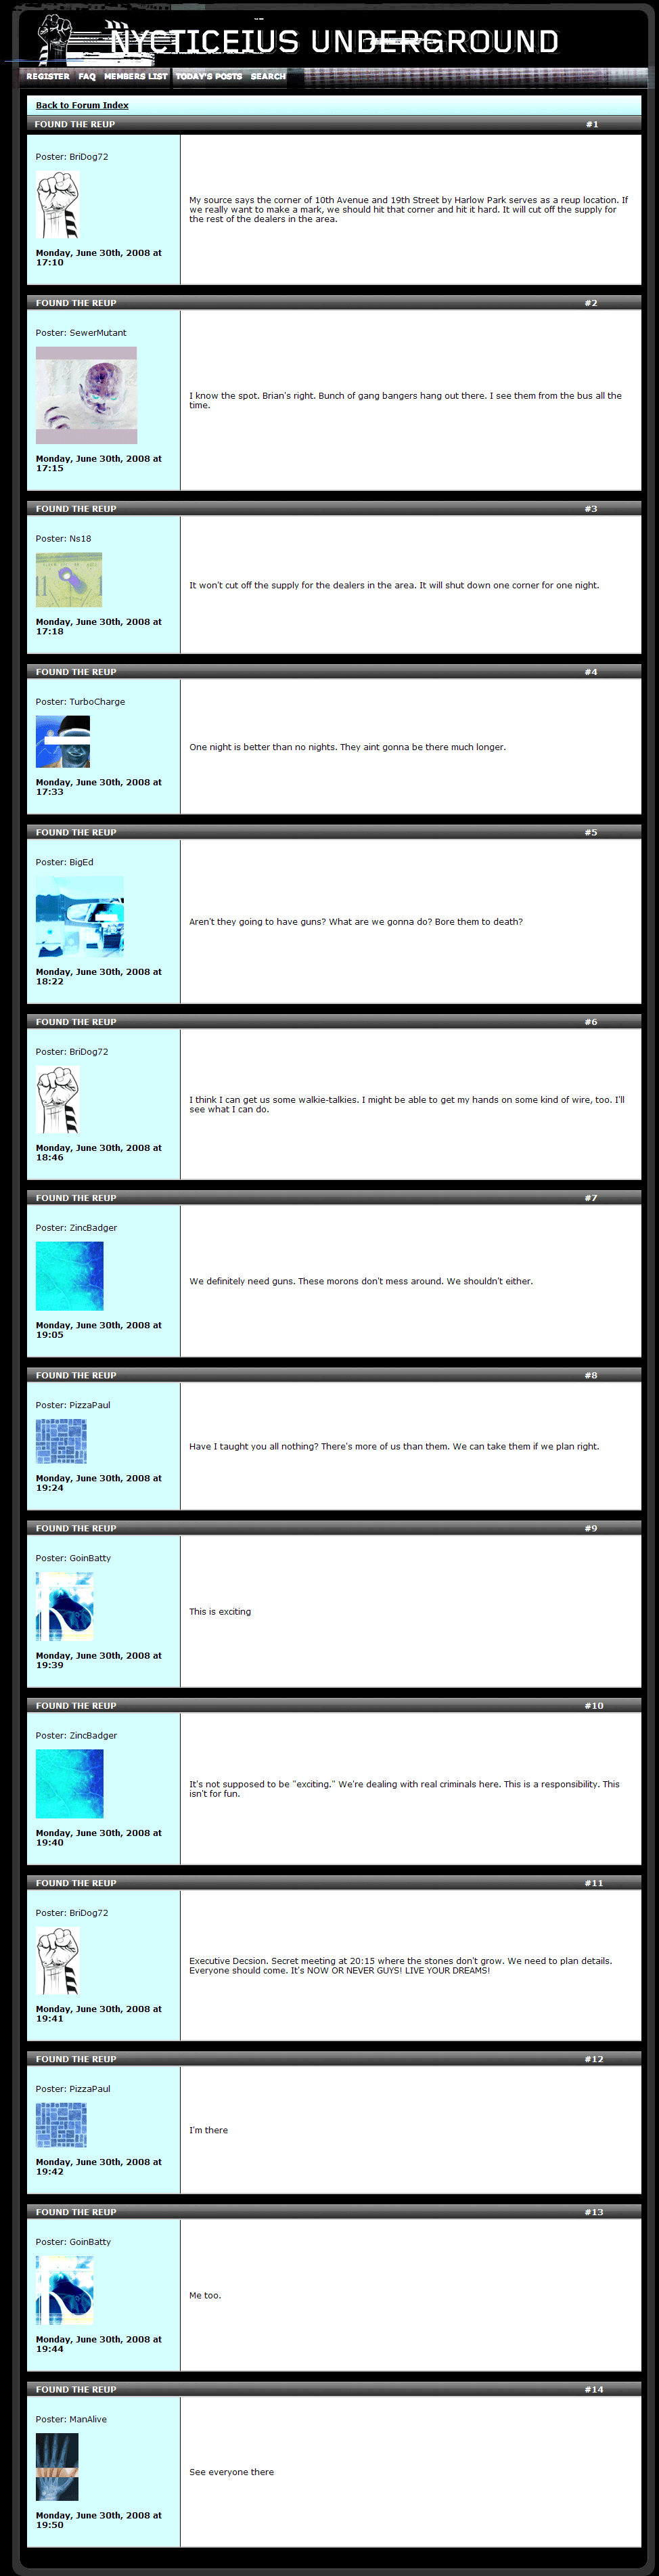 NYCTICEIUS UNDERGROUND
REGISTER FAQ MEMBERS LIST TODAY'S POSTS SEARCH
Back to Forum Index
FOUND THE REUP #1
Poster: BriDog72
Monday, June 30th, 2008 at
17:10
My source says the corner of 10th Avenue and 19th Street by Harlow Park serves as a reup location. If
we really want to make a mark, we should hit that corner and hit it hard. It will cut off the supply for
the rest of the dealers in the area.
FOUND THE REUP #2
Poster: SewerMutant
Monday, June 30th, 2008 at
17:15
I know the spot. Brian's right. Bunch of gang bangers hang out there. I see them from the bus all the
time.
FOUND THE REUP #3
Poster: Ns18
Monday, June 30th, 2008 at
17:18
It won't cut off the supply for the dealers in the area. It will shut down one corner for one night.
FOUND THE REUP #4
Poster: TurboCharge
Monday, June 30th, 2008 at
17:33
One night is better than no nights. They aint gonna be there much longer.
FOUND THE REUP #5
Poster: BigEd
Monday, June 30th, 2008 at
18:22
Aren't they going to have guns? What are we gonna do? Bore them to death?
FOUND THE REUP #6
Poster: BriDog72
Monday, June 30th, 2008 at
18:46
I think I can get us some walkie-talkies. I might be able to get my hands on some kind of wire, too. I'll
see what I can do.
FOUND THE REUP #7
Poster: ZincBadger
Monday, June 30th, 2008 at
19:05
We definitely need guns. These morons don't mess around. We shouldn't either.
FOUND THE REUP #8
Poster: PizzaPaul
Monday, June 30th, 2008 at
19:24
Have I taught you all nothing? There's more of us than them. We can take them if we plan right.
FOUND THE REUP #9
Poster: GoinBatty
Monday, June 30th, 2008 at
19:39
This is exciting
FOUND THE REUP #10
Poster: ZincBadger
Monday, June 30th, 2008 at
19:40
It's not supposed to be "exciting." We're dealing with real criminals here. This is a responsibility. This
isn't for fun.
FOUND THE REUP #11
Poster: BriDog72
Monday, June 30th, 2008 at
19:41
Executive Decsion. Secret meeting at 20:15 where the stones don't grow. We need to plan details.
Everyone should come. It's NOW OR NEVER GUYS! LIVE YOUR DREAMS!
FOUND THE REUP #12
Poster: PizzaPaul
Monday, June 30th, 2008 at
19:42
I'm there
FOUND THE REUP #13
Poster: GoinBatty
Monday, June 30th, 2008 at
19:44
Me too.
FOUND THE REUP #14
Poster: ManAlive
Monday, June 30th, 2008 at
19:50
See everyone there